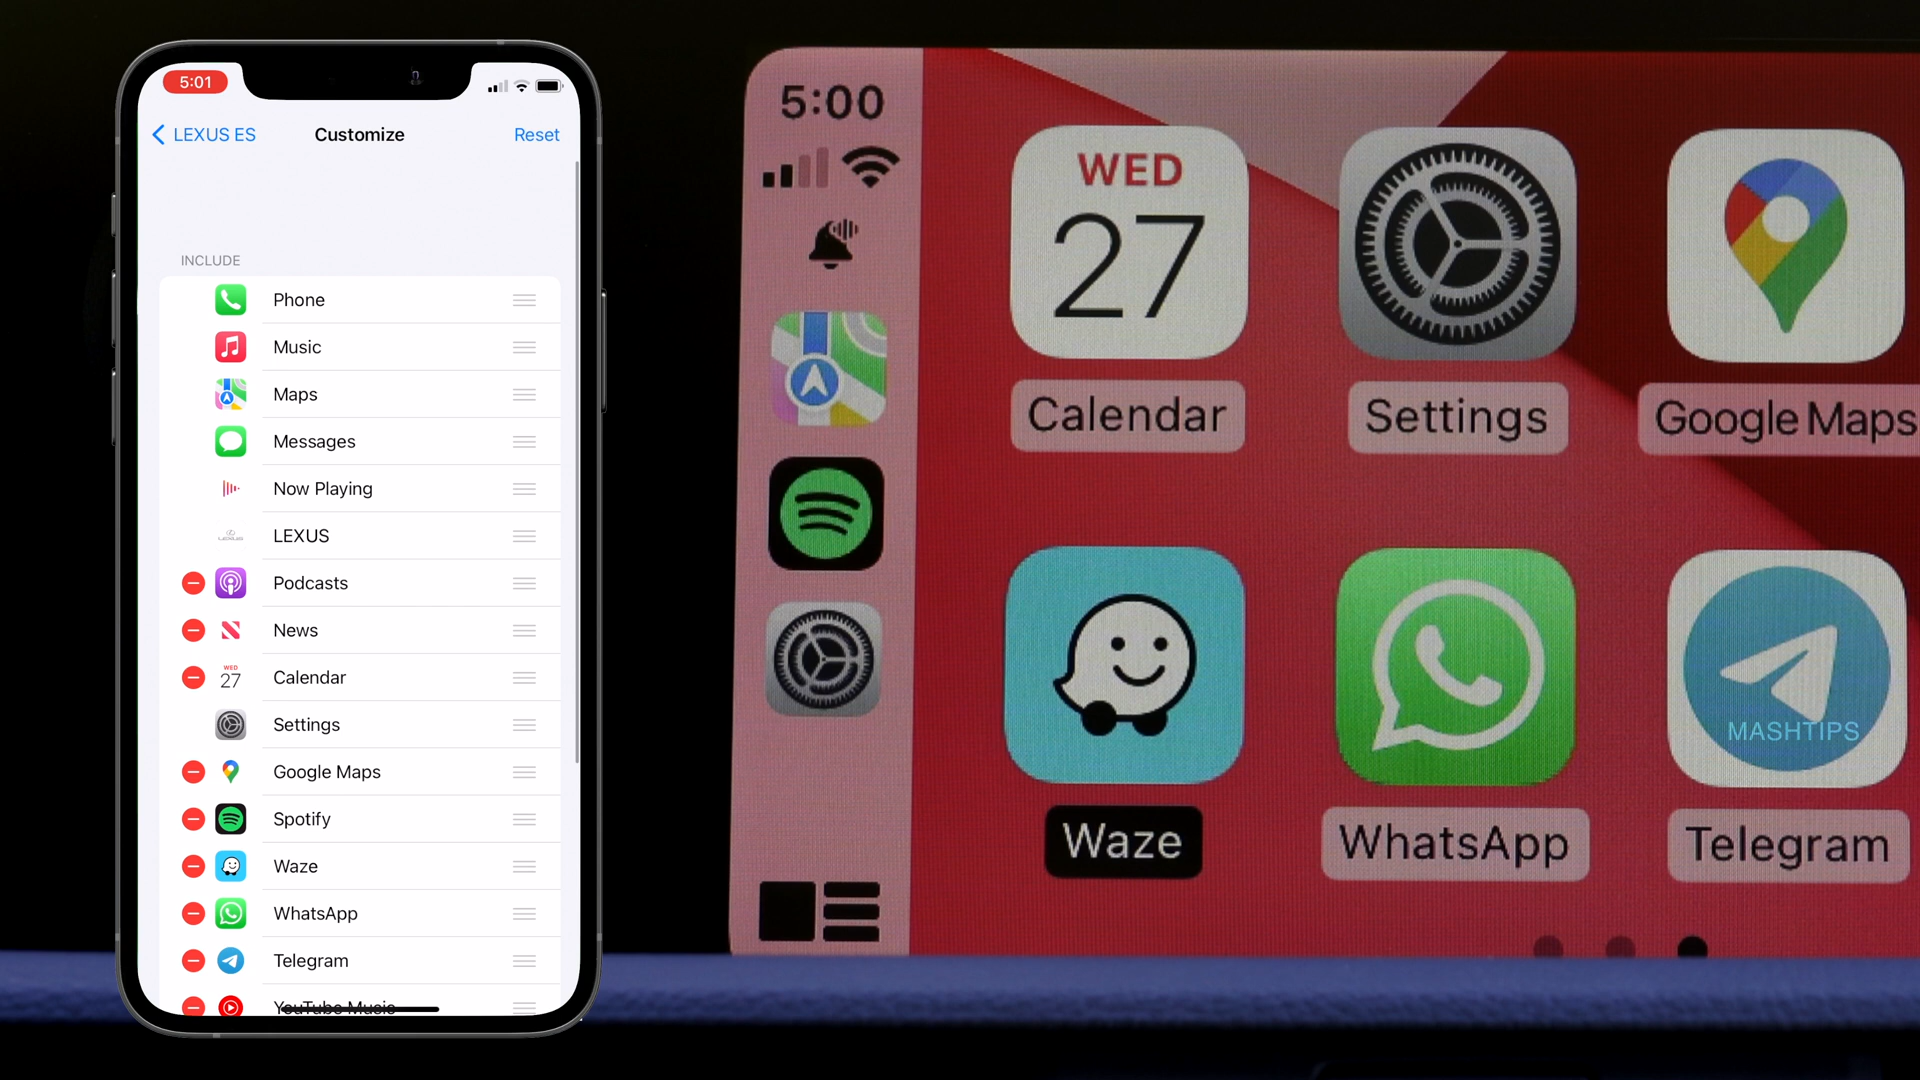 5:01
LEXUS ES
Customize
Reset
INCLUDE
Phone
Music
Maps
Messages
Now Playing
LEXUS
Podcasts
News
WED
27
Calendar
Settings
Google Maps
Spotify
Waze
WhatsApp
Telegram
YouTube Music
5:00
WED
27
Calendar
Settings
Google Maps
MASHTIPS
Waze
WhatsApp
Telegram